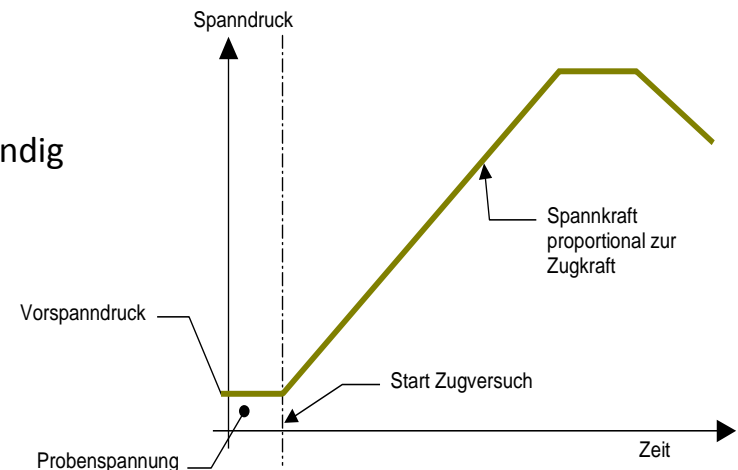 Spanndruck
ndig
Spannkraft
proportional zur
Zugkraft
Vorspanndruck
Start Zugversuch
Zeit
Probenspannung